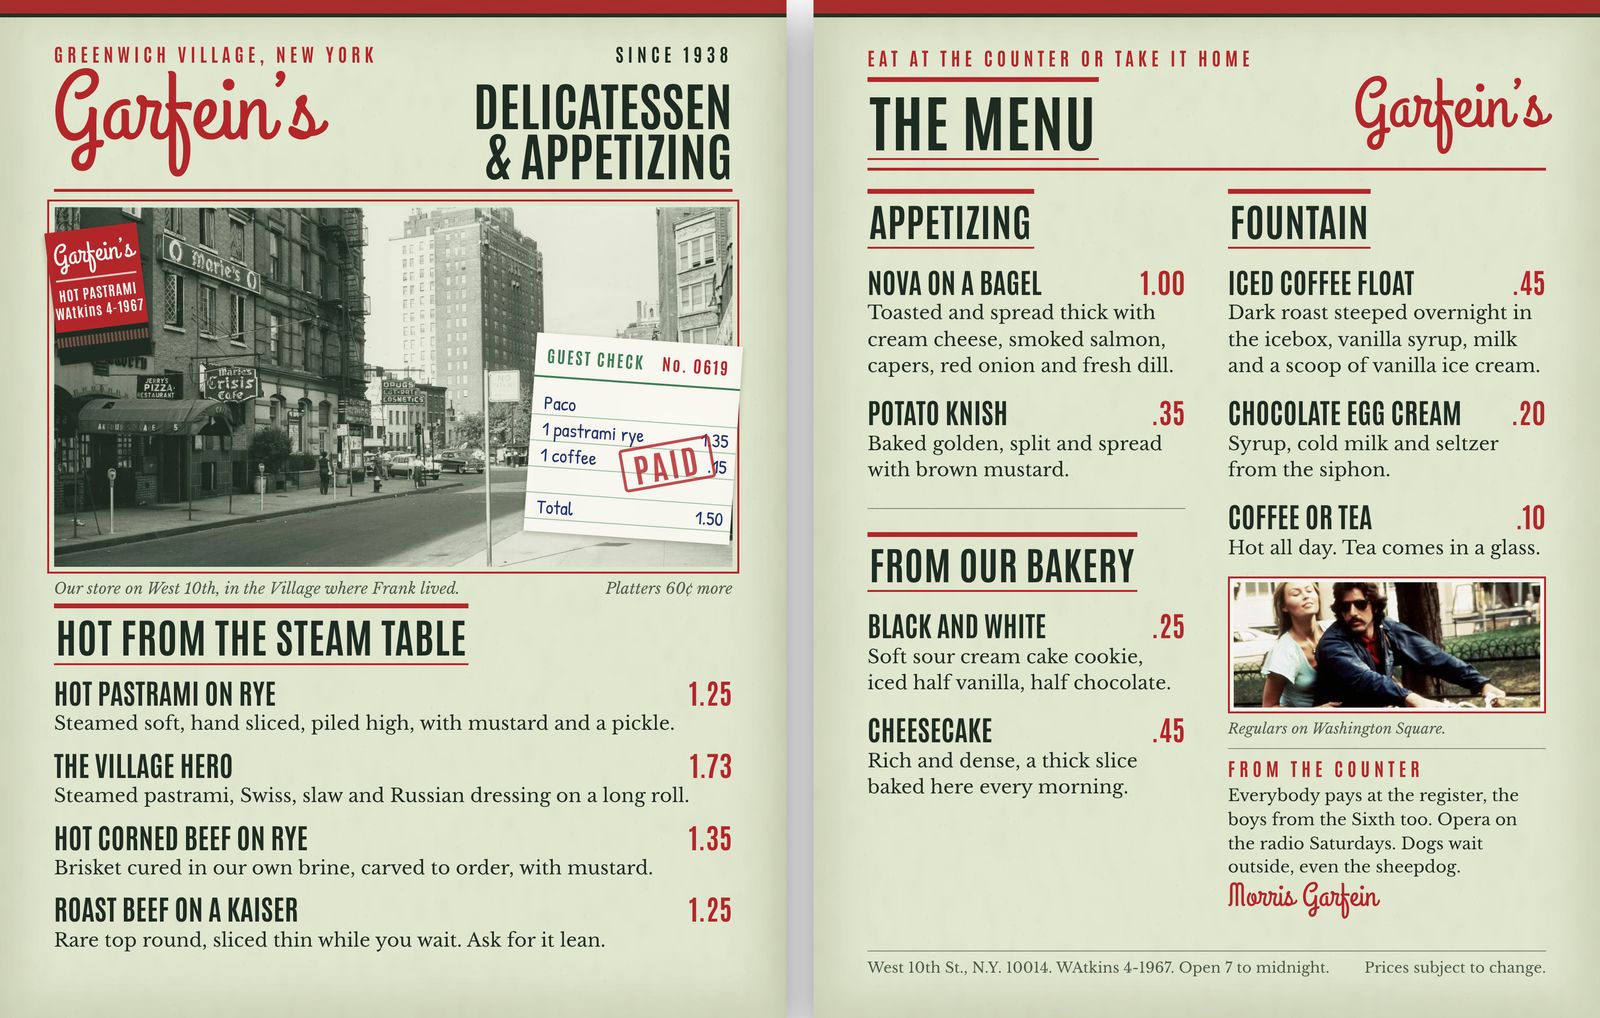 GREENWICH VILLAGE, NEW YORK
SINCE 1938
Garfein's
DELICATESSEN
& APPETIZING
Garfein's
HOT PASTRAMI
WAtkins 4-1967
Marie's
JERRY'S
PIZZA
RESTAURANT
Marie's
Crisis
Cafe
DRUGS
CUT-RATE
COSMETICS
NO
GUEST CHECK No. 0619
Paco
1 pastrami rye 1.35
1 coffee .15
PAID
Total 1.50
Our store on West 10th, in the Village where Frank lived.
Platters 60¢ more
HOT FROM THE STEAM TABLE
HOT PASTRAMI ON RYE 1.25
Steamed soft, hand sliced, piled high, with mustard and a pickle.
THE VILLAGE HERO 1.73
Steamed pastrami, Swiss, slaw and Russian dressing on a long roll.
HOT CORNED BEEF ON RYE 1.35
Brisket cured in our own brine, carved to order, with mustard.
ROAST BEEF ON A KAISER 1.25
Rare top round, sliced thin while you wait. Ask for it lean.
EAT AT THE COUNTER OR TAKE IT HOME
THE MENU
Garfein's
APPETIZING
NOVA ON A BAGEL 1.00
Toasted and spread thick with
cream cheese, smoked salmon,
capers, red onion and fresh dill.
POTATO KNISH .35
Baked golden, split and spread
with brown mustard.
FROM OUR BAKERY
BLACK AND WHITE .25
Soft sour cream cake cookie,
iced half vanilla, half chocolate.
CHEESECAKE .45
Rich and dense, a thick slice
baked here every morning.
FOUNTAIN
ICED COFFEE FLOAT .45
Dark roast steeped overnight in
the icebox, vanilla syrup, milk
and a scoop of vanilla ice cream.
CHOCOLATE EGG CREAM .20
Syrup, cold milk and seltzer
from the siphon.
COFFEE OR TEA .10
Hot all day. Tea comes in a glass.
Regulars on Washington Square.
FROM THE COUNTER
Everybody pays at the register, the
boys from the Sixth too. Opera on
the radio Saturdays. Dogs wait
outside, even the sheepdog.
Morris Garfein
West 10th St., N.Y. 10014. WAtkins 4-1967. Open 7 to midnight.
Prices subject to change.